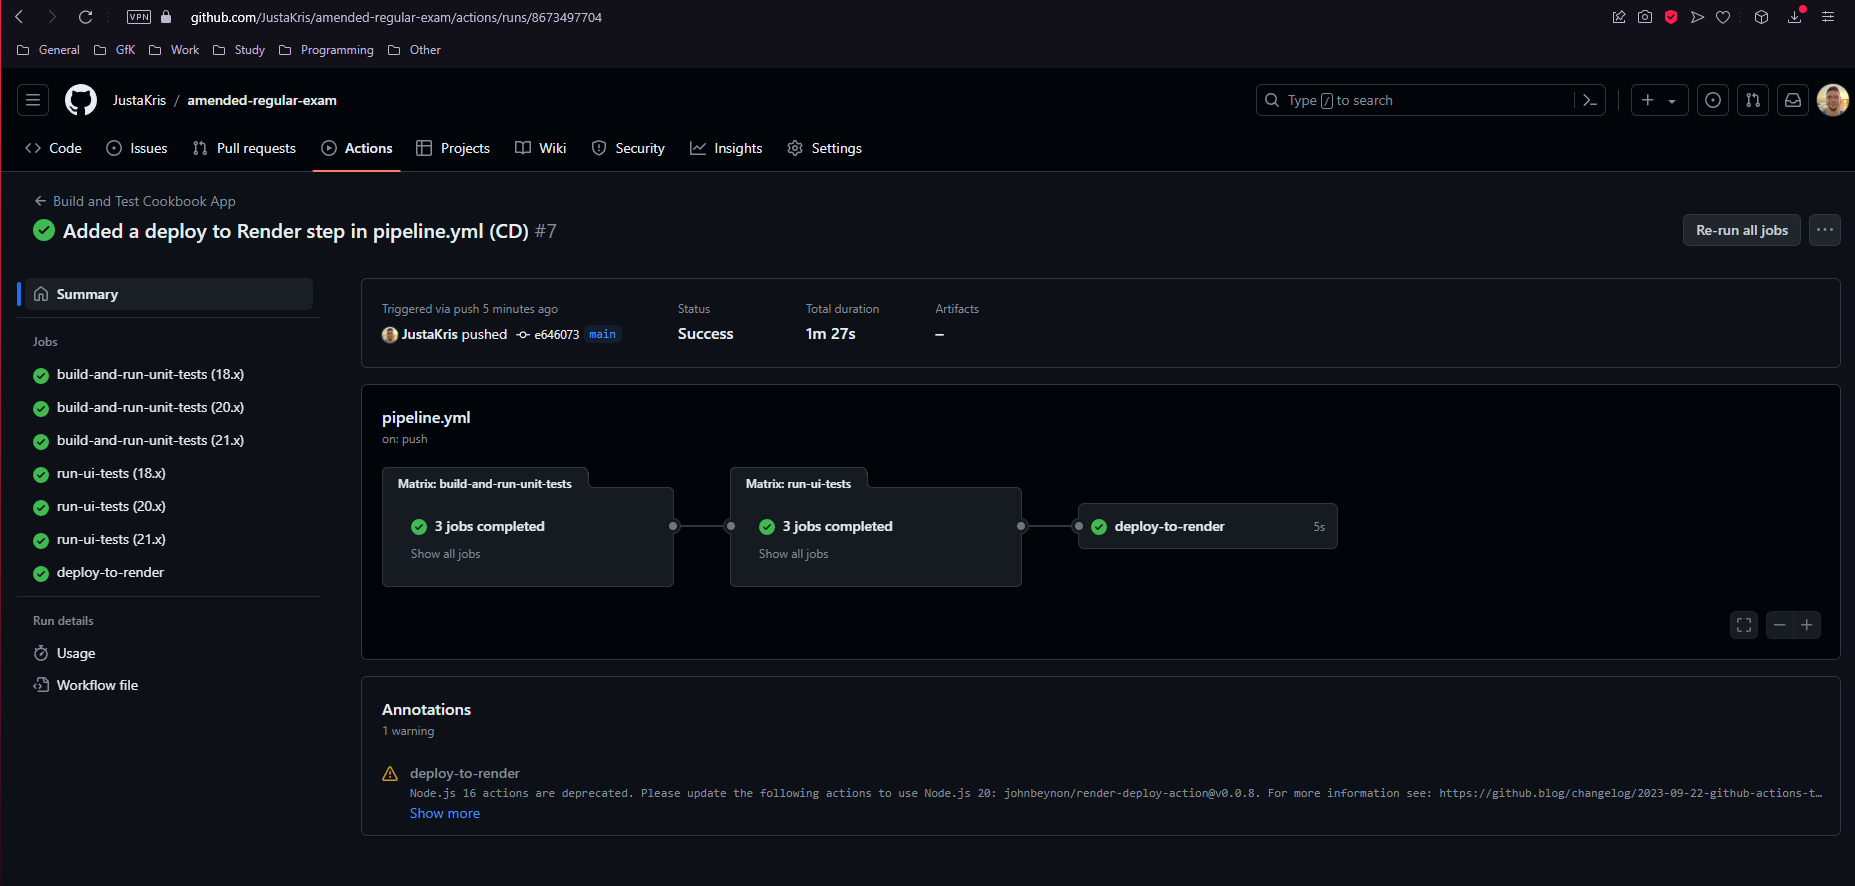 VPN github.com/JustaKris/amended-regular-exam/actions/runs/8673497704
General GfK Work Study Programming Other
JustaKris / amended-regular-exam
Type / to search
Code Issues Pull requests Actions Projects Wiki Security Insights Settings
Build and Test Cookbook App
Added a deploy to Render step in pipeline.yml (CD) #7
Re-run all jobs
Summary
Jobs
build-and-run-unit-tests (18.x)
build-and-run-unit-tests (20.x)
build-and-run-unit-tests (21.x)
run-ui-tests (18.x)
run-ui-tests (20.x)
run-ui-tests (21.x)
deploy-to-render
Run details
Usage
Workflow file
Triggered via push 5 minutes ago
JustaKris pushed e646073 main
Status
Success
Total duration
1m 27s
Artifacts
–
pipeline.yml
on: push
Matrix: build-and-run-unit-tests
3 jobs completed
Show all jobs
Matrix: run-ui-tests
3 jobs completed
Show all jobs
deploy-to-render 5s
Annotations
1 warning
deploy-to-render
Node.js 16 actions are deprecated. Please update the following actions to use Node.js 20: johnbeynon/render-deploy-action@v0.0.8. For more information see: https://github.blog/changelog/2023-09-22-github-actions-t…
Show more